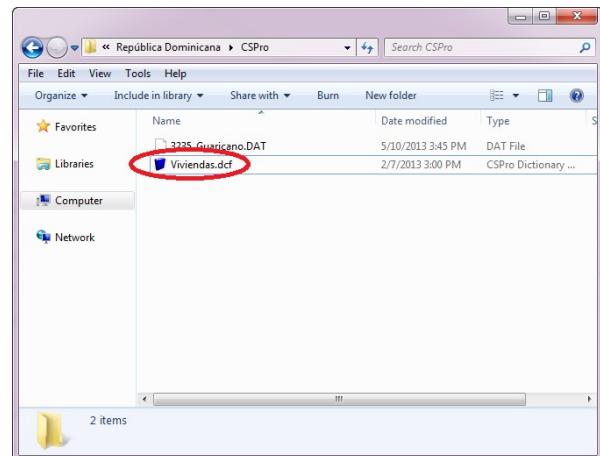 « República Dominicana ▸ CSPro
Search CSPro
File Edit View Tools Help
Organize Include in library Share with Burn New folder
Name Date modified Type S
Favorites
3235_Guaricano.DAT 5/10/2013 3:45 PM DAT File
Libraries
Viviendas.dcf 2/7/2013 3:00 PM CSPro Dictionary ...
Computer
Network
2 items